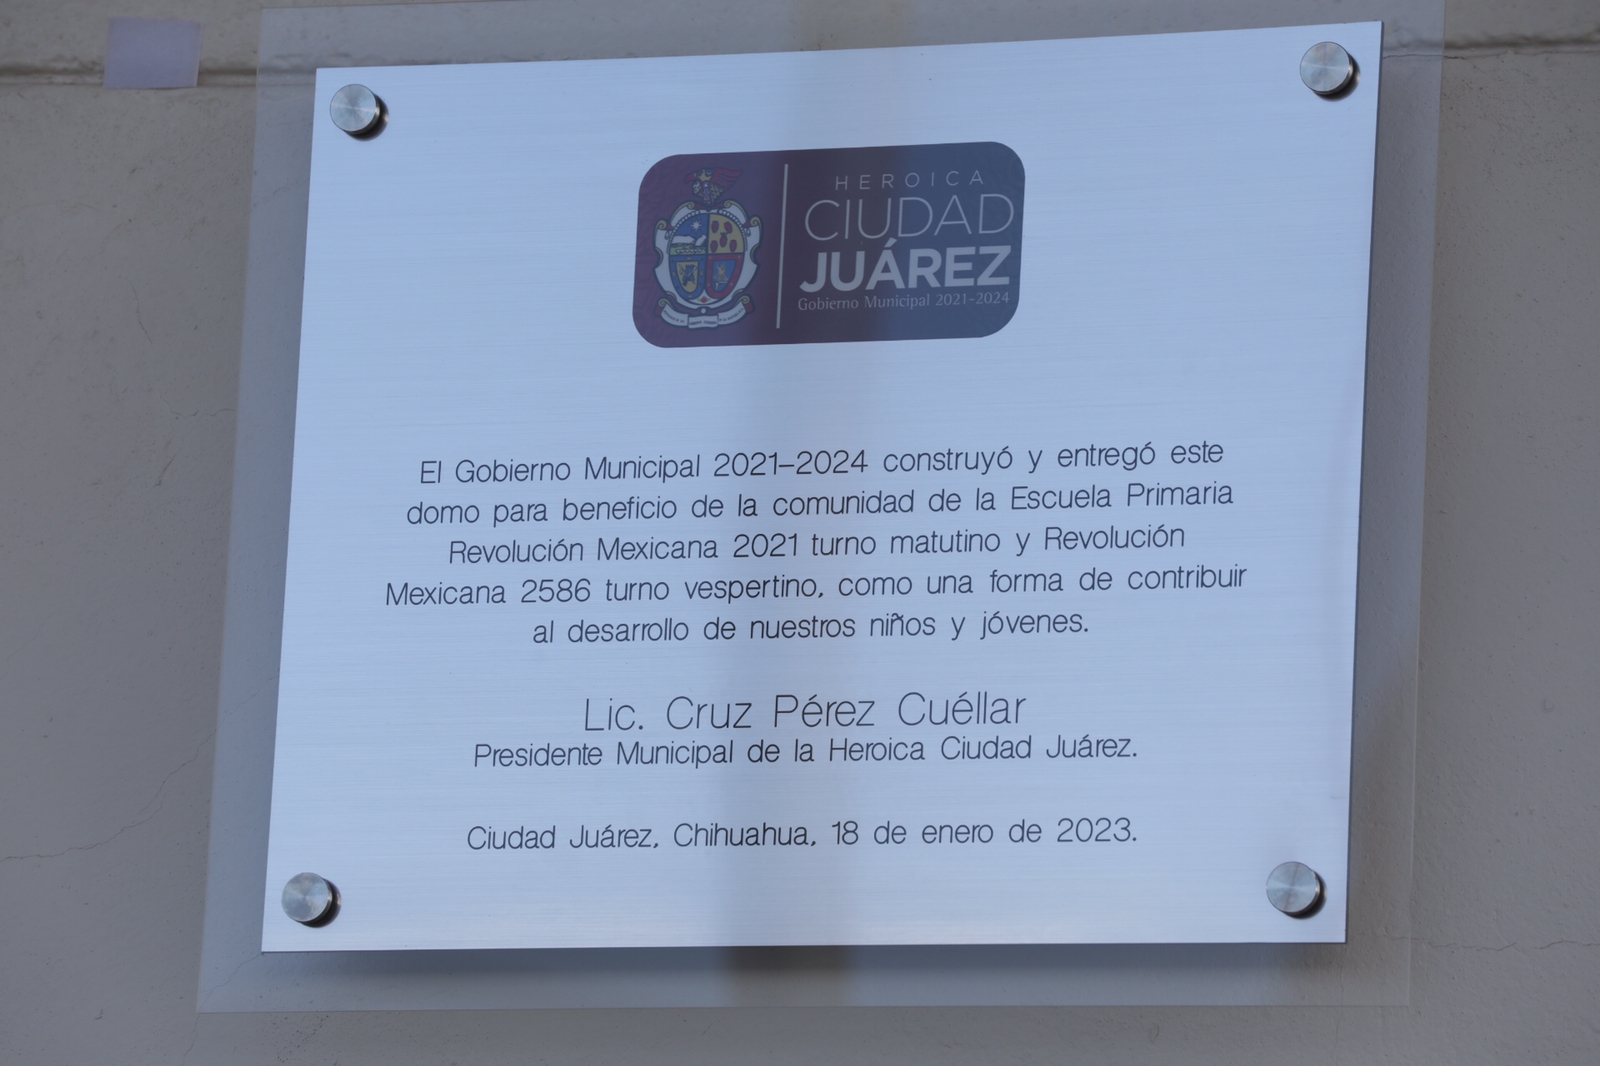 HEROICA
CIUDAD
JUÁREZ
Gobierno Municipal 2021-2024
El Gobierno Municipal 2021–2024 construyó y entregó este
domo para beneficio de la comunidad de la Escuela Primaria
Revolución Mexicana 2021 turno matutino y Revolución
Mexicana 2586 turno vespertino, como una forma de contribuir
al desarrollo de nuestros niños y jóvenes.
Lic. Cruz Pérez Cuéllar
Presidente Municipal de la Heroica Ciudad Juárez.
Ciudad Juárez, Chihuahua, 18 de enero de 2023.